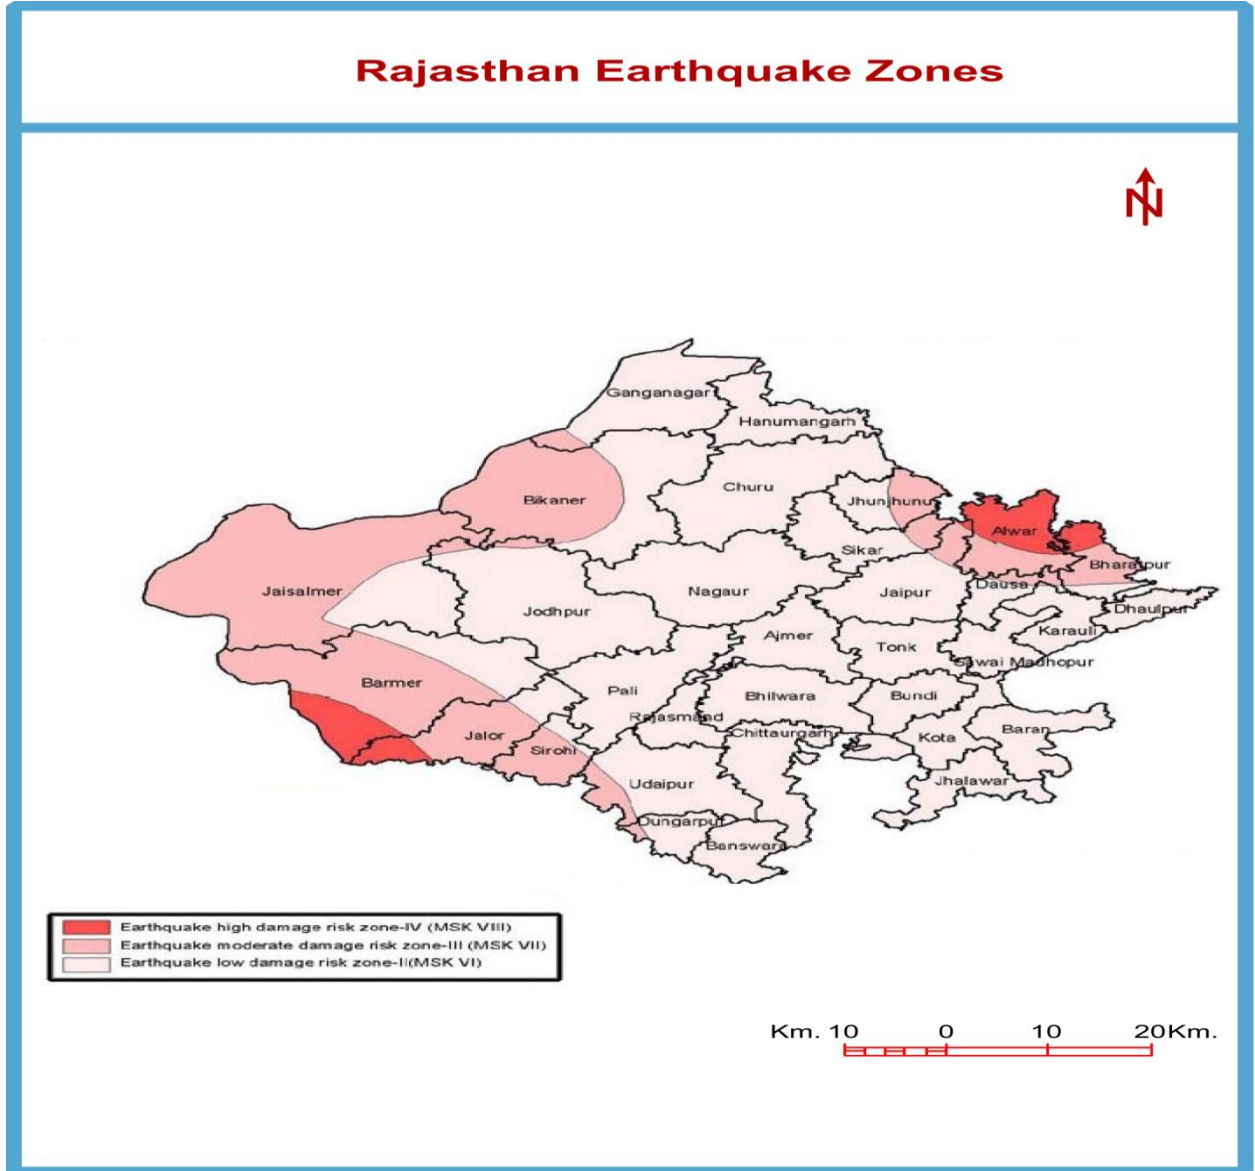 Rajasthan Earthquake Zones
N
Ganganagar
Hanumangarh
Churu
Bikaner
Jhunjhunu
Alwar
Sikar
Bharatpur
Jaisalmer
Nagaur
Jaipur
Dausa
Jodhpur
Dhaulpur
Ajmer
Karauli
Tonk
Sawai Madhopur
Barmer
Pali
Bhilwara
Bundi
Rajasmand
Jalor
Chittaurgarh
Kota
Baran
Sirohi
Udaipur
Jhalawar
Dungarpur
Banswara
Earthquake high damage risk zone-IV (MSK VIII)
Earthquake moderate damage risk zone-III (MSK VII)
Earthquake low damage risk zone-II(MSK VI)
Km. 10 0 10 20Km.